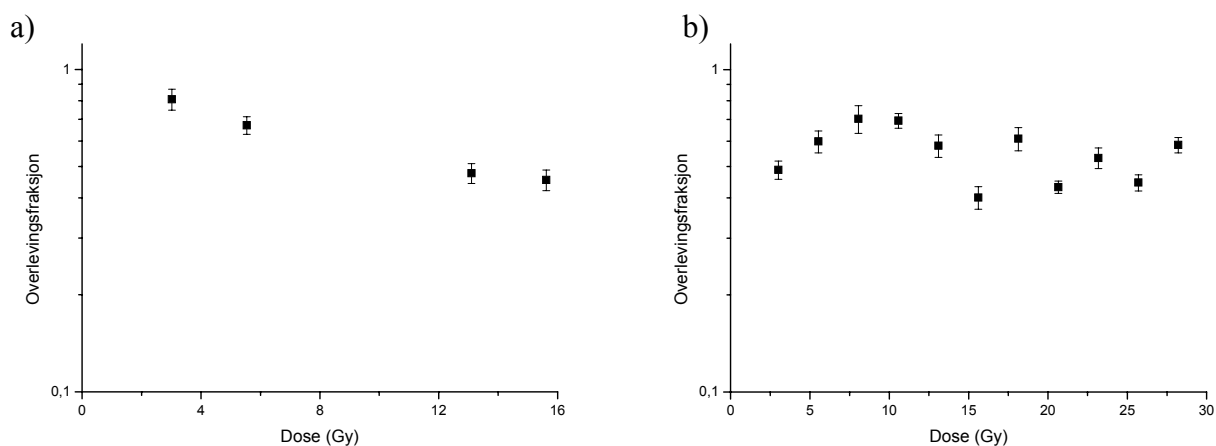 a)
1
0,1
Overlevingsfraksjon
0 4 8 12 16
Dose (Gy)
b)
1
0,1
Overlevingsfraksjon
0 5 10 15 20 25 30
Dose (Gy)